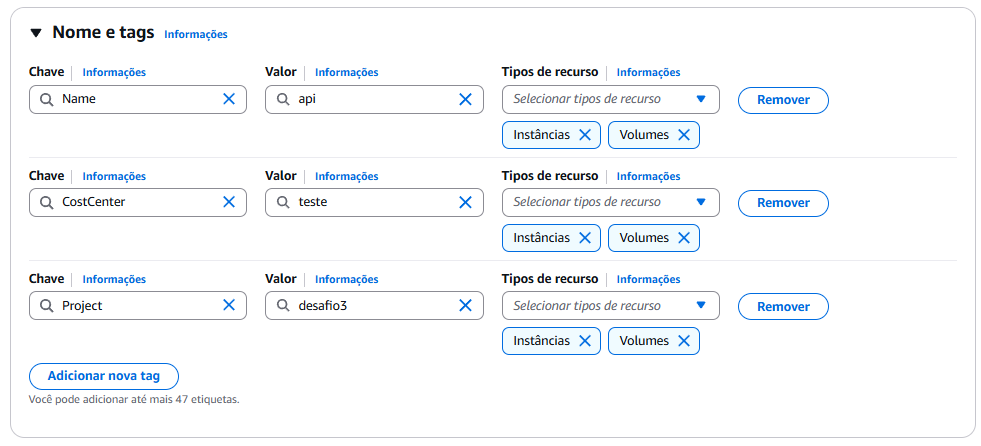 Nome e tags Informações
Chave Informações Valor Informações Tipos de recurso Informações
Name api Selecionar tipos de recurso Remover
Instâncias Volumes
Chave Informações Valor Informações Tipos de recurso Informações
CostCenter teste Selecionar tipos de recurso Remover
Instâncias Volumes
Chave Informações Valor Informações Tipos de recurso Informações
Project desafio3 Selecionar tipos de recurso Remover
Instâncias Volumes
Adicionar nova tag
Você pode adicionar até mais 47 etiquetas.